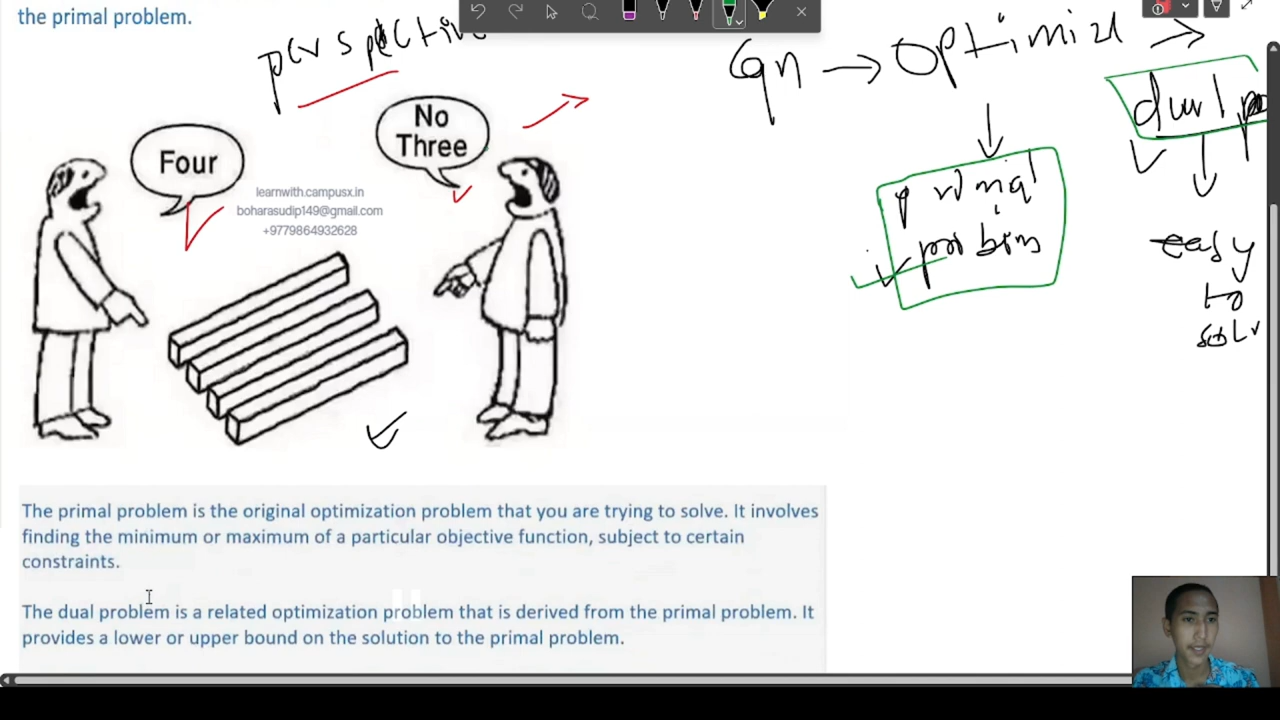 the primal problem.
perspective
Qn → Optimize →
dual
primal
problem
easy
to
solv
No
Three
Four
learnwith.campusx.in
boharasudip149@gmail.com
+9779864932628
The primal problem is the original optimization problem that you are trying to solve. It involves
finding the minimum or maximum of a particular objective function, subject to certain
constraints.
The dual problem is a related optimization problem that is derived from the primal problem. It
provides a lower or upper bound on the solution to the primal problem.